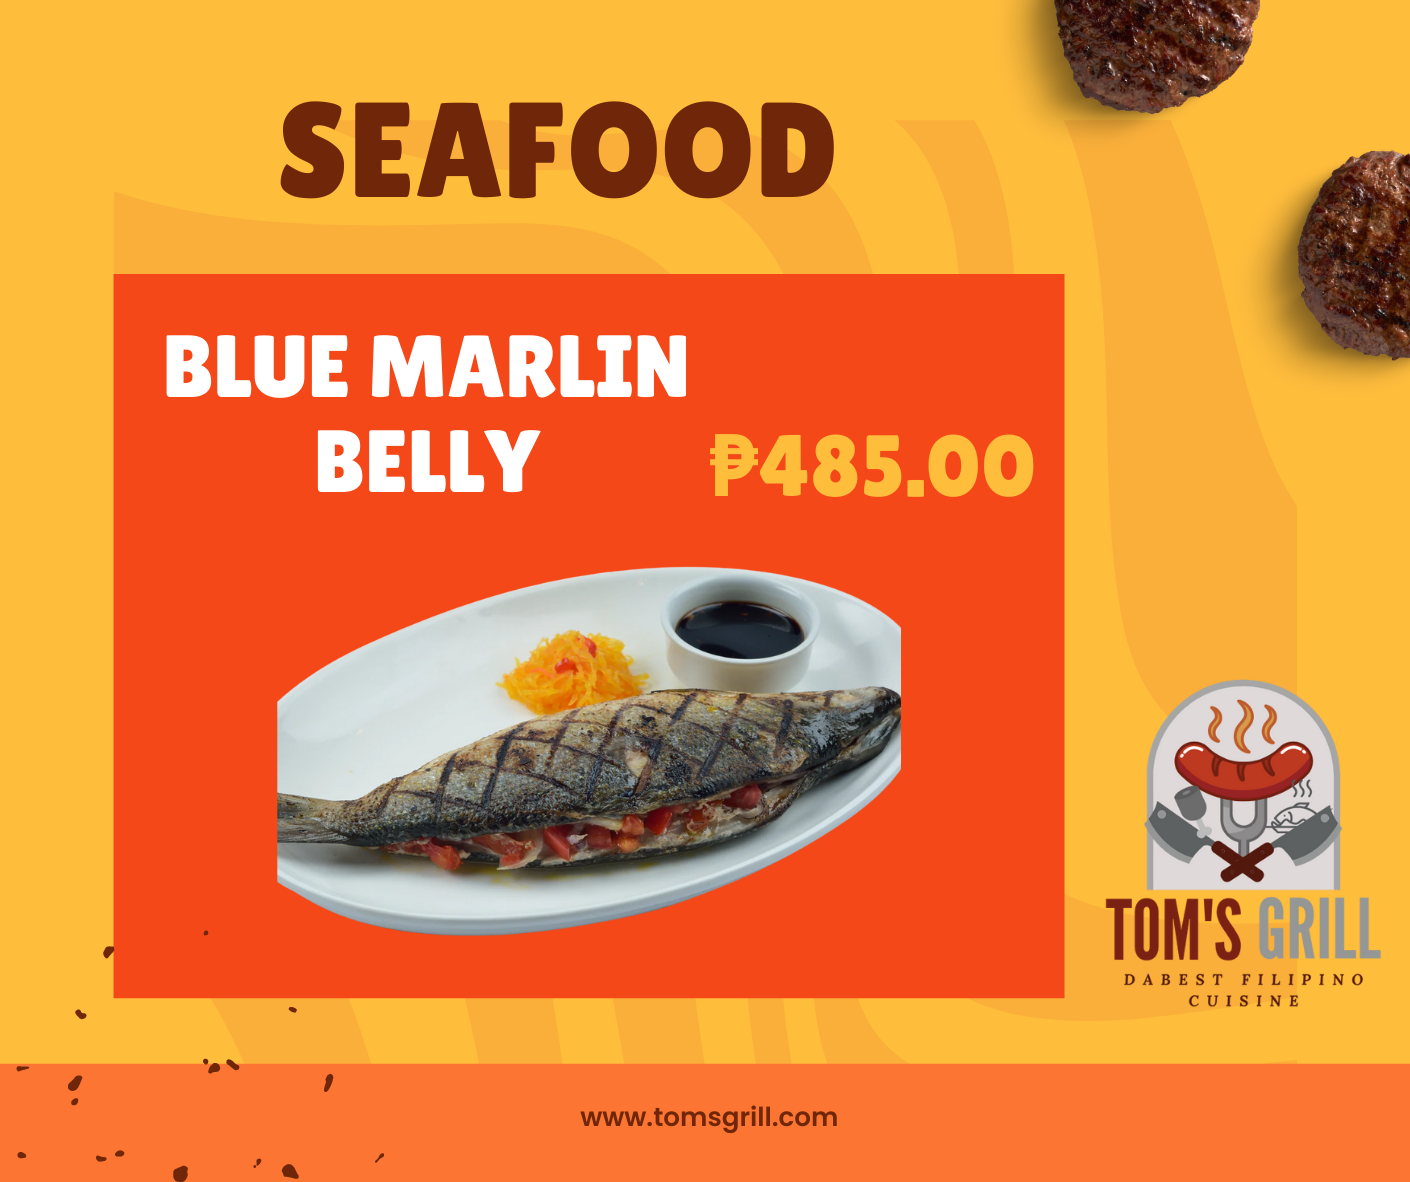 SEAFOOD
BLUE MARLIN
BELLY
₱485.00
TOM'S GRILL
DABEST FILIPINO
CUISINE
www.tomsgrill.com